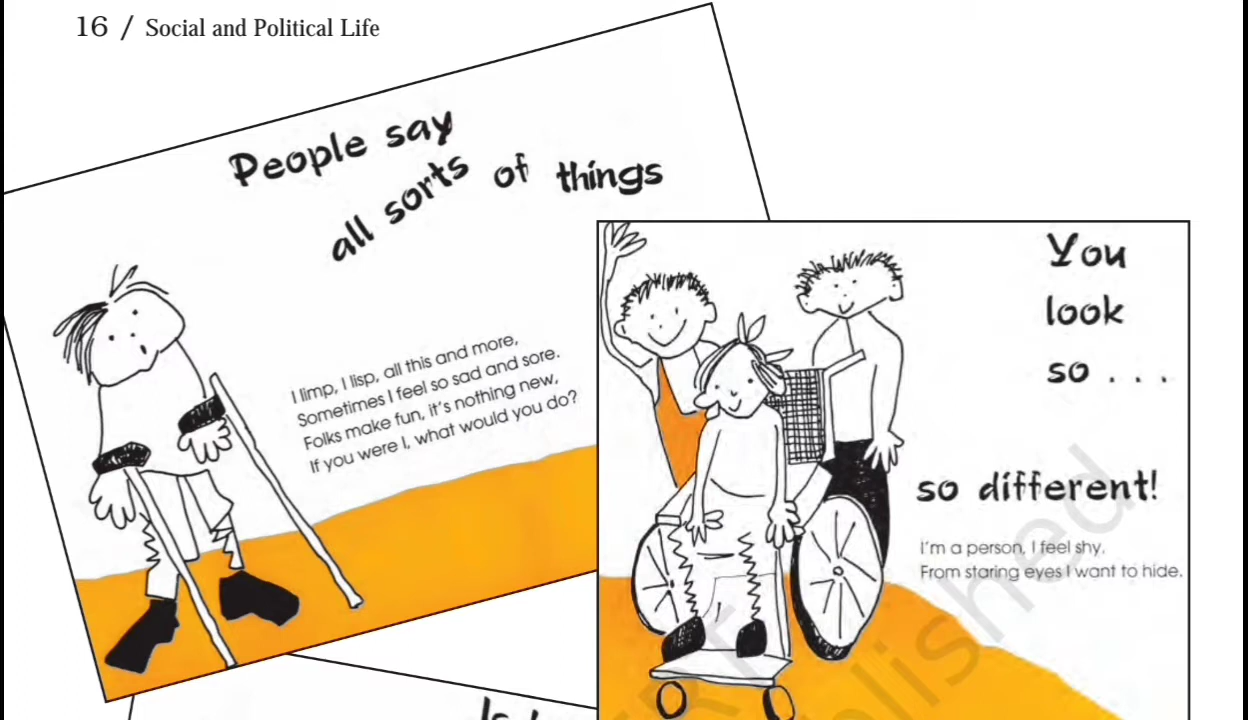 16 / Social and Political Life
People say
all sorts of things
I limp, I lisp, all this and more,
Sometimes I feel so sad and sore.
Folks make fun, it's nothing new,
If you were I, what would you do?
You
look
so . . .
so different!
I'm a person, I feel shy,
From staring eyes I want to hide.